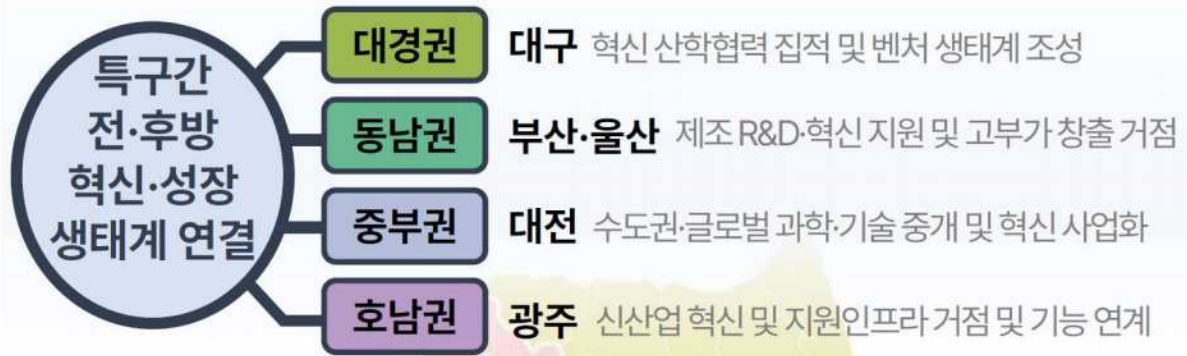 특구간
전·후방
혁신·성장
생태계 연결
대경권 대구 혁신 산학협력 집적 및 벤처 생태계 조성
동남권 부산·울산 제조 R&D·혁신 지원 및 고부가 창출 거점
중부권 대전 수도권·글로벌 과학·기술 중개 및 혁신 사업화
호남권 광주 신산업 혁신 및 지원인프라 거점 및 기능 연계